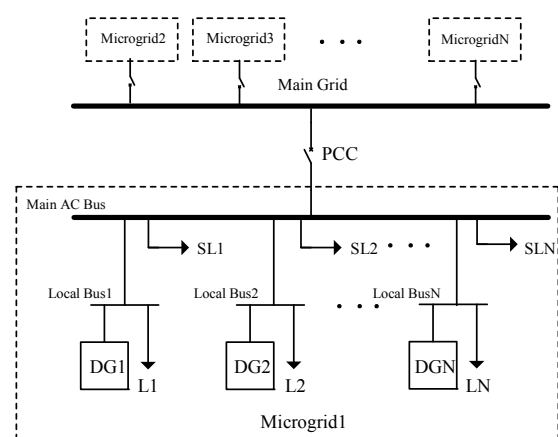 Microgrid2
Microgrid3
MicrogridN
Main Grid
PCC
Main AC Bus
SL1
SL2
SLN
Local Bus1
Local Bus2
Local BusN
DG1
L1
DG2
L2
DGN
LN
Microgrid1